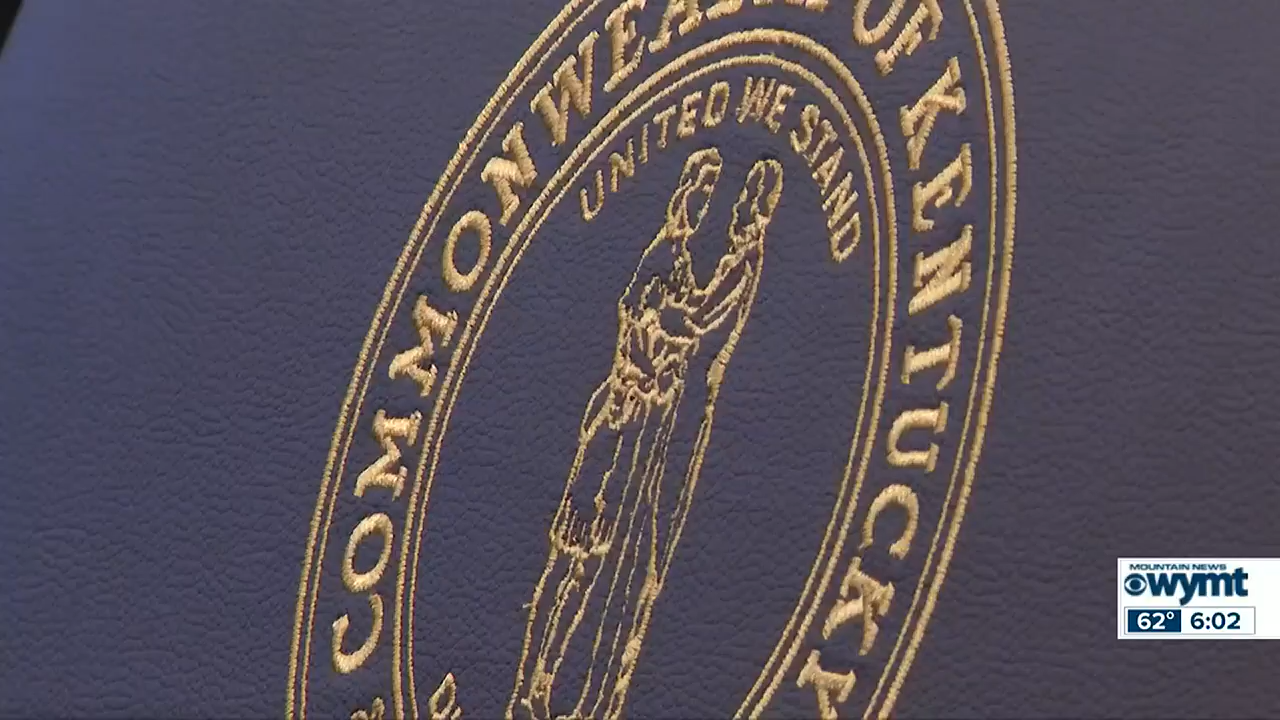 COMMONWEALTH OF KENTUCKY
UNITED WE STAND
MOUNTAIN NEWS
wymt
62° 6:02